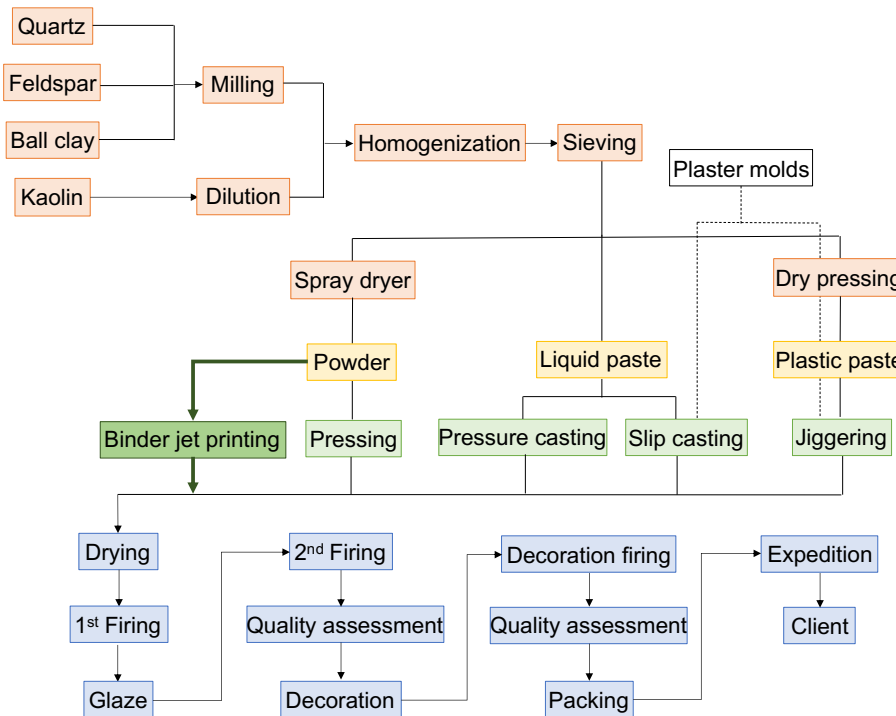 Quartz
Feldspar
Milling
Ball clay
Homogenization
Sieving
Plaster molds
Kaolin
Dilution
Spray dryer
Dry pressing
Powder
Liquid paste
Plastic paste
Binder jet printing
Pressing
Pressure casting
Slip casting
Jiggering
Drying
2nd Firing
Decoration firing
Expedition
1st Firing
Quality assessment
Quality assessment
Client
Glaze
Decoration
Packing